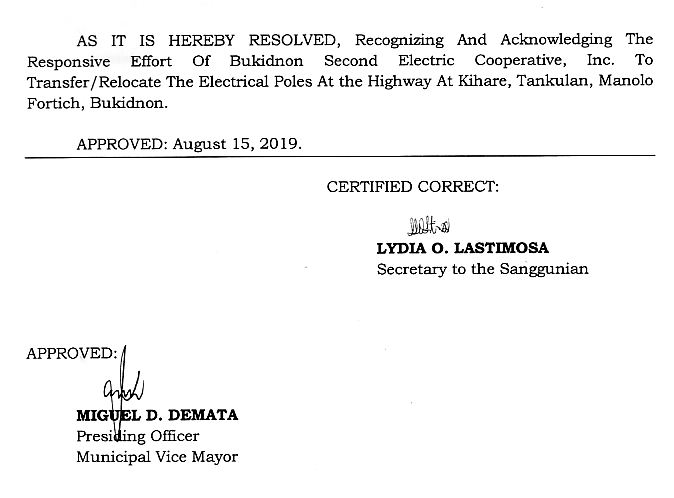 AS IT IS HEREBY RESOLVED, Recognizing And Acknowledging The
Responsive Effort Of Bukidnon Second Electric Cooperative, Inc. To
Transfer/Relocate The Electrical Poles At the Highway At Kihare, Tankulan, Manolo
Fortich, Bukidnon.
APPROVED: August 15, 2019.
CERTIFIED CORRECT:
LYDIA O. LASTIMOSA
Secretary to the Sanggunian
APPROVED:
MIGUEL D. DEMATA
Presiding Officer
Municipal Vice Mayor